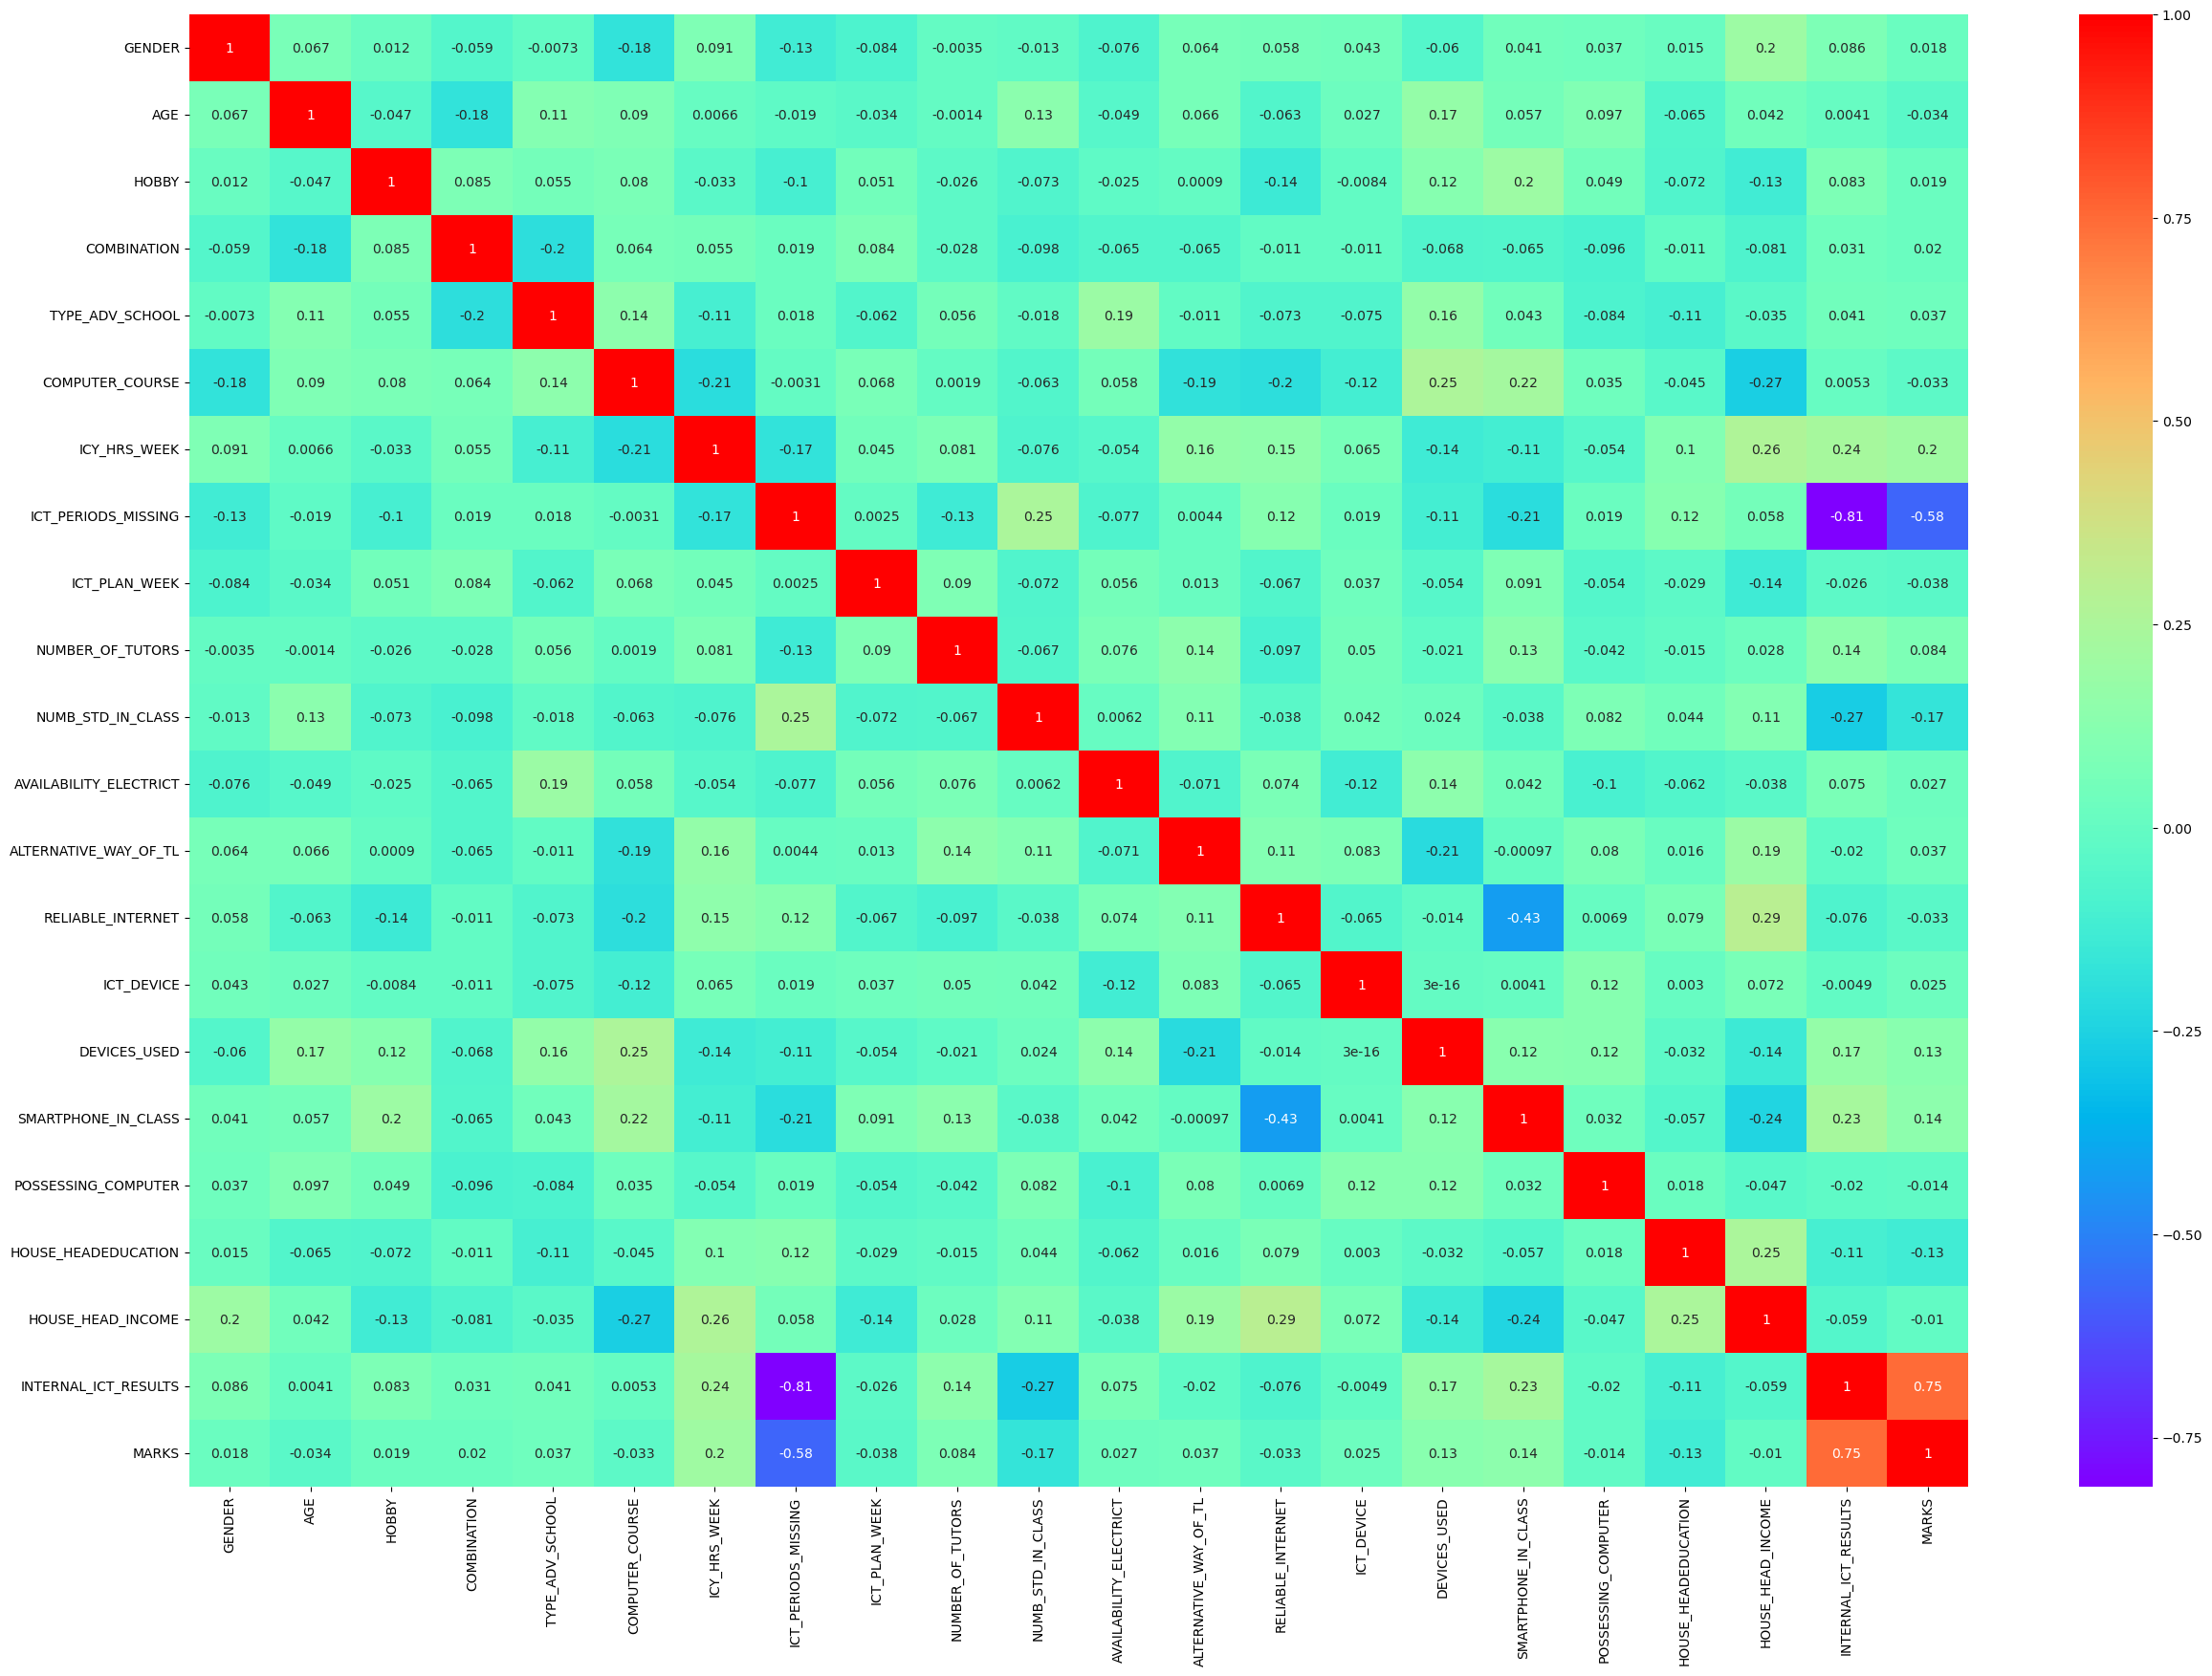 GENDER 1 0.067 0.012 -0.059 -0.0073 -0.18 0.091 -0.13 -0.084 -0.0035 -0.013 -0.076 0.064 0.058 0.043 -0.06 0.041 0.037 0.015 0.2 0.086 0.018
AGE 0.067 1 -0.047 -0.18 0.11 0.09 0.0066 -0.019 -0.034 -0.0014 0.13 -0.049 0.066 -0.063 0.027 0.17 0.057 0.097 -0.065 0.042 0.0041 -0.034
HOBBY 0.012 -0.047 1 0.085 0.055 0.08 -0.033 -0.1 0.051 -0.026 -0.073 -0.025 0.0009 -0.14 -0.0084 0.12 0.2 0.049 -0.072 -0.13 0.083 0.019
COMBINATION -0.059 -0.18 0.085 1 -0.2 0.064 0.055 0.019 0.084 -0.028 -0.098 -0.065 -0.065 -0.011 -0.011 -0.068 -0.065 -0.096 -0.011 -0.081 0.031 0.02
TYPE_ADV_SCHOOL -0.0073 0.11 0.055 -0.2 1 0.14 -0.11 0.018 -0.062 0.056 -0.018 0.19 -0.011 -0.073 -0.075 0.16 0.043 -0.084 -0.11 -0.035 0.041 0.037
COMPUTER_COURSE -0.18 0.09 0.08 0.064 0.14 1 -0.21 -0.0031 0.068 0.0019 -0.063 0.058 -0.19 -0.2 -0.12 0.25 0.22 0.035 -0.045 -0.27 0.0053 -0.033
ICY_HRS_WEEK 0.091 0.0066 -0.033 0.055 -0.11 -0.21 1 -0.17 0.045 0.081 -0.076 -0.054 0.16 0.15 0.065 -0.14 -0.11 -0.054 0.1 0.26 0.24 0.2
ICT_PERIODS_MISSING -0.13 -0.019 -0.1 0.019 0.018 -0.0031 -0.17 1 0.0025 -0.13 0.25 -0.077 0.0044 0.12 0.019 -0.11 -0.21 0.019 0.12 0.058 -0.81 -0.58
ICT_PLAN_WEEK -0.084 -0.034 0.051 0.084 -0.062 0.068 0.045 0.0025 1 0.09 -0.072 0.056 0.013 -0.067 0.037 -0.054 0.091 -0.054 -0.029 -0.14 -0.026 -0.038
NUMBER_OF_TUTORS -0.0035 -0.0014 -0.026 -0.028 0.056 0.0019 0.081 -0.13 0.09 1 -0.067 0.076 0.14 -0.097 0.05 -0.021 0.13 -0.042 -0.015 0.028 0.14 0.084
NUMB_STD_IN_CLASS -0.013 0.13 -0.073 -0.098 -0.018 -0.063 -0.076 0.25 -0.072 -0.067 1 0.0062 0.11 -0.038 0.042 0.024 -0.038 0.082 0.044 0.11 -0.27 -0.17
AVAILABILITY_ELECTRICT -0.076 -0.049 -0.025 -0.065 0.19 0.058 -0.054 -0.077 0.056 0.076 0.0062 1 -0.071 0.074 -0.12 0.14 0.042 -0.1 -0.062 -0.038 0.075 0.027
ALTERNATIVE_WAY_OF_TL 0.064 0.066 0.0009 -0.065 -0.011 -0.19 0.16 0.0044 0.013 0.14 0.11 -0.071 1 0.11 0.083 -0.21 -0.00097 0.08 0.016 0.19 -0.02 0.037
RELIABLE_INTERNET 0.058 -0.063 -0.14 -0.011 -0.073 -0.2 0.15 0.12 -0.067 -0.097 -0.038 0.074 0.11 1 -0.065 -0.014 -0.43 0.0069 0.079 0.29 -0.076 -0.033
ICT_DEVICE 0.043 0.027 -0.0084 -0.011 -0.075 -0.12 0.065 0.019 0.037 0.05 0.042 -0.12 0.083 -0.065 1 3e-16 0.0041 0.12 0.003 0.072 -0.0049 0.025
DEVICES_USED -0.06 0.17 0.12 -0.068 0.16 0.25 -0.14 -0.11 -0.054 -0.021 0.024 0.14 -0.21 -0.014 3e-16 1 0.12 0.12 -0.032 -0.14 0.17 0.13
SMARTPHONE_IN_CLASS 0.041 0.057 0.2 -0.065 0.043 0.22 -0.11 -0.21 0.091 0.13 -0.038 0.042 -0.00097 -0.43 0.0041 0.12 1 0.032 -0.057 -0.24 0.23 0.14
POSSESSING_COMPUTER 0.037 0.097 0.049 -0.096 -0.084 0.035 -0.054 0.019 -0.054 -0.042 0.082 -0.1 0.08 0.0069 0.12 0.12 0.032 1 0.018 -0.047 -0.02 -0.014
HOUSE_HEADEDUCATION 0.015 -0.065 -0.072 -0.011 -0.11 -0.045 0.1 0.12 -0.029 -0.015 0.044 -0.062 0.016 0.079 0.003 -0.032 -0.057 0.018 1 0.25 -0.11 -0.13
HOUSE_HEAD_INCOME 0.2 0.042 -0.13 -0.081 -0.035 -0.27 0.26 0.058 -0.14 0.028 0.11 -0.038 0.19 0.29 0.072 -0.14 -0.24 -0.047 0.25 1 -0.059 -0.01
INTERNAL_ICT_RESULTS 0.086 0.0041 0.083 0.031 0.041 0.0053 0.24 -0.81 -0.026 0.14 -0.27 0.075 -0.02 -0.076 -0.0049 0.17 0.23 -0.02 -0.11 -0.059 1 0.75
MARKS 0.018 -0.034 0.019 0.02 0.037 -0.033 0.2 -0.58 -0.038 0.084 -0.17 0.027 0.037 -0.033 0.025 0.13 0.14 -0.014 -0.13 -0.01 0.75 1
GENDER
AGE
HOBBY
COMBINATION
TYPE_ADV_SCHOOL
COMPUTER_COURSE
ICY_HRS_WEEK
ICT_PERIODS_MISSING
ICT_PLAN_WEEK
NUMBER_OF_TUTORS
NUMB_STD_IN_CLASS
AVAILABILITY_ELECTRICT
ALTERNATIVE_WAY_OF_TL
RELIABLE_INTERNET
ICT_DEVICE
DEVICES_USED
SMARTPHONE_IN_CLASS
POSSESSING_COMPUTER
HOUSE_HEADEDUCATION
HOUSE_HEAD_INCOME
INTERNAL_ICT_RESULTS
MARKS
1.00
0.75
0.50
0.25
0.00
−0.25
−0.50
−0.75